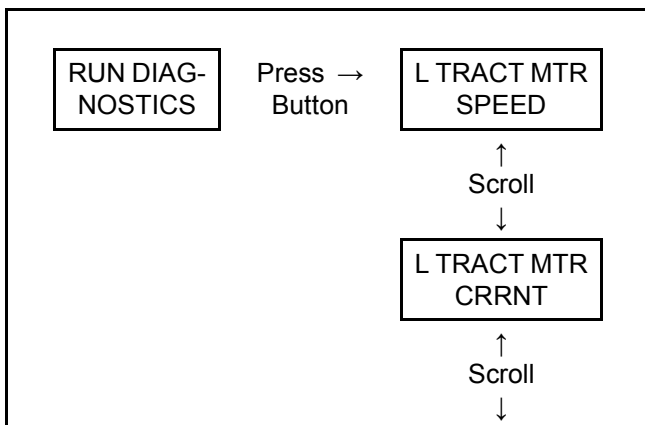 RUN DIAG-
NOSTICS
Press →
Button
L TRACT MTR
SPEED
↑
Scroll
↓
L TRACT MTR
CRRNT
↑
Scroll
↓